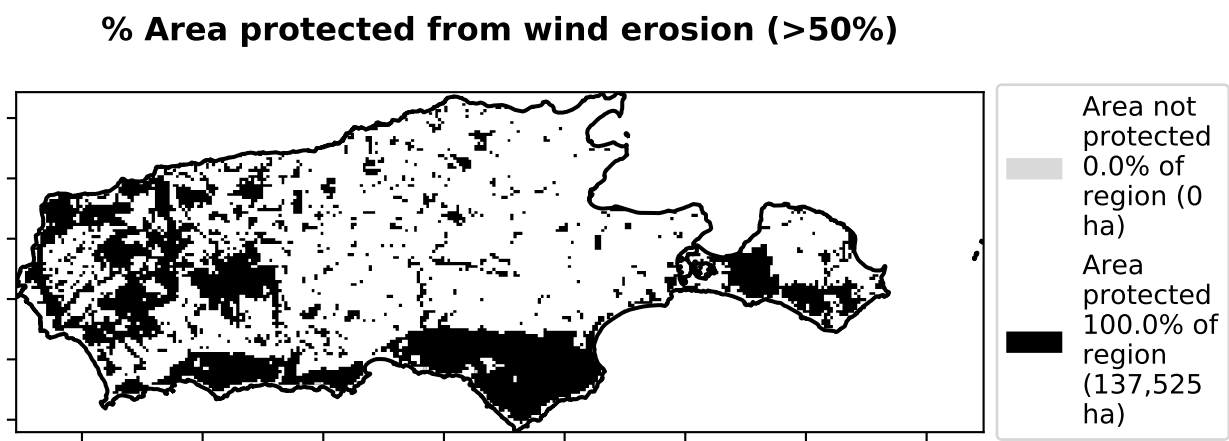 % Area protected from wind erosion (>50%)
Area not
protected
0.0% of
region (0
ha)
Area
protected
100.0% of
region
(137,525
ha)